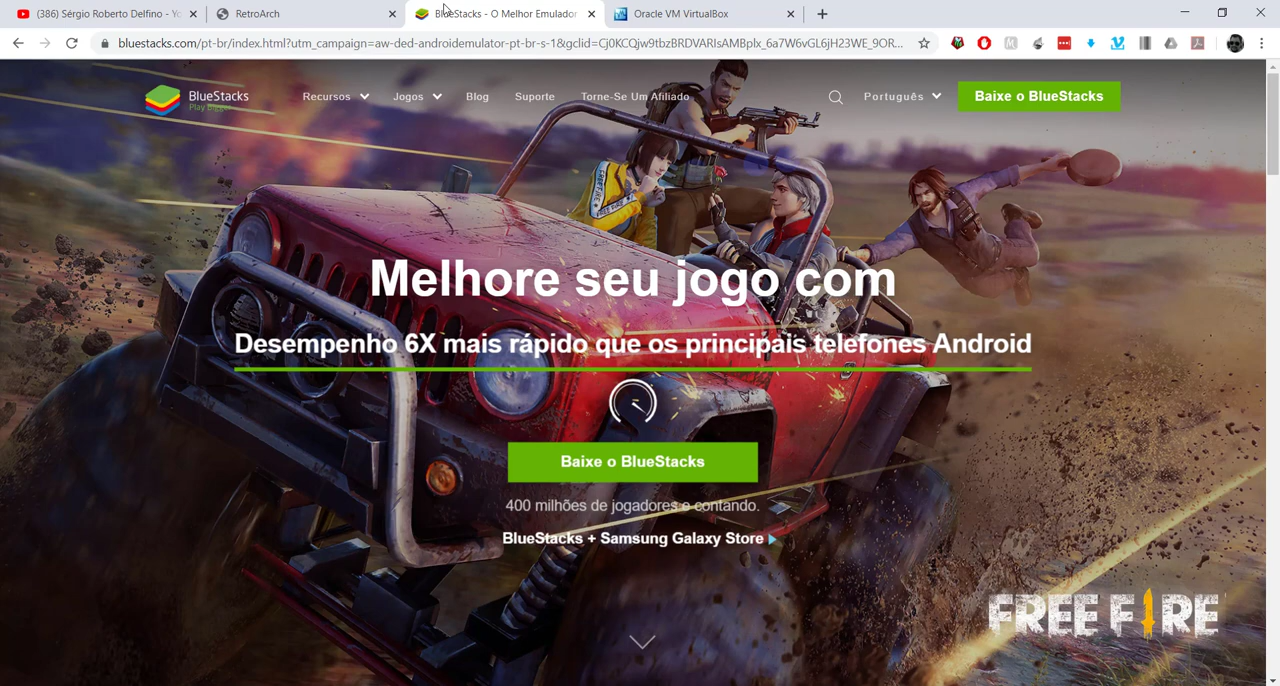 (386) Sérgio Roberto Delfino - Yo
RetroArch
BlueStacks - O Melhor Emulador
Oracle VM VirtualBox
bluestacks.com/pt-br/index.html?utm_campaign=aw-ded-androidemulator-pt-br-s-1&gclid=Cj0KCQjw9tbzBRDVARIsAMBplx_6a7W6vGL6jH23WE_9OR...
BlueStacks
Play Bigger
Recursos
Jogos
Blog
Suporte
Torne-Se Um Afiliado
Português
Baixe o BlueStacks
Melhore seu jogo com
Desempenho 6X mais rápido que os principais telefones Android
Baixe o BlueStacks
400 milhões de jogadores e contando.
BlueStacks + Samsung Galaxy Store
FREE FIRE